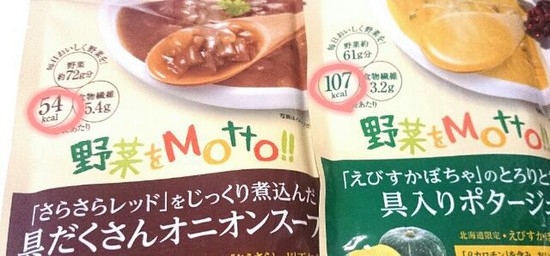 毎日おいしく野菜を!
野菜
約72g分
54
kcal
食物繊維
5.4g
野菜をMotto!!
「さらさらレッド」をじっくり煮込んだ
具だくさんオニオンスープ
毎日おいしく野菜を!
野菜約
61g分
107
kcal
食物繊維
3.2g
あたり
野菜をMotto!!
「えびすかぼちゃ」のとろりと
具入りポタージ
北海道限定・えびすかぼ